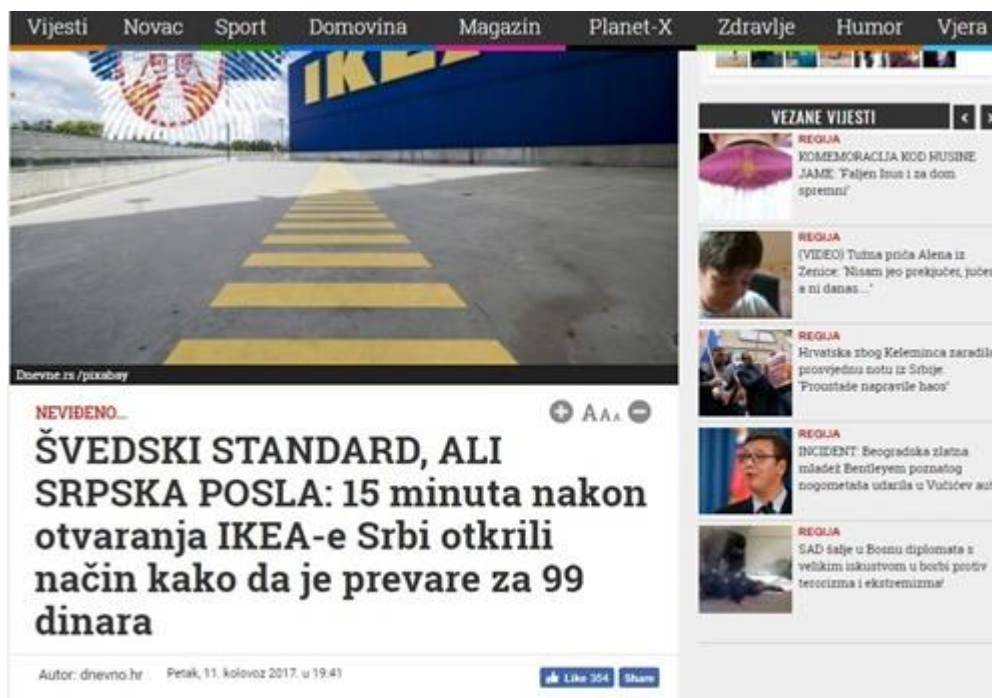 Vijesti Novac Sport Domovina Magazin Planet-X Zdravlje Humor Vjera
IKEA
Dnevne.rs /pixabay
NEVIĐENO...
AAA
ŠVEDSKI STANDARD, ALI
SRPSKA POSLA: 15 minuta nakon
otvaranja IKEA-e Srbi otkrili
način kako da je prevare za 99
dinara
Autor: dnevno.hr Petak, 11. kolovoz 2017. u 19:41
Like 354 Share
VEZANE VIJESTI
REGIJA
KOMEMORACIJA KOD HUSINE
JAME: 'Faljen Isus i za dom
spremni'
REGIJA
(VIDEO) Tužna priča Alena iz
Zenice: 'Nisam jeo prekjučer, jučer
a ni danas...'
REGIJA
Hrvatska zbog Keleminca zaradila
prosvjednu notu iz Srbije:
'Proustaše napravile haos'
REGIJA
INCIDENT: Beogradska zlatna
mladež Bentleyem poznatog
nogometaša udarila u Vučićev aut
REGIJA
SAD šalje u Bosnu diplomata s
velikim iskustvom u borbi protiv
terorizma i ekstremizma!